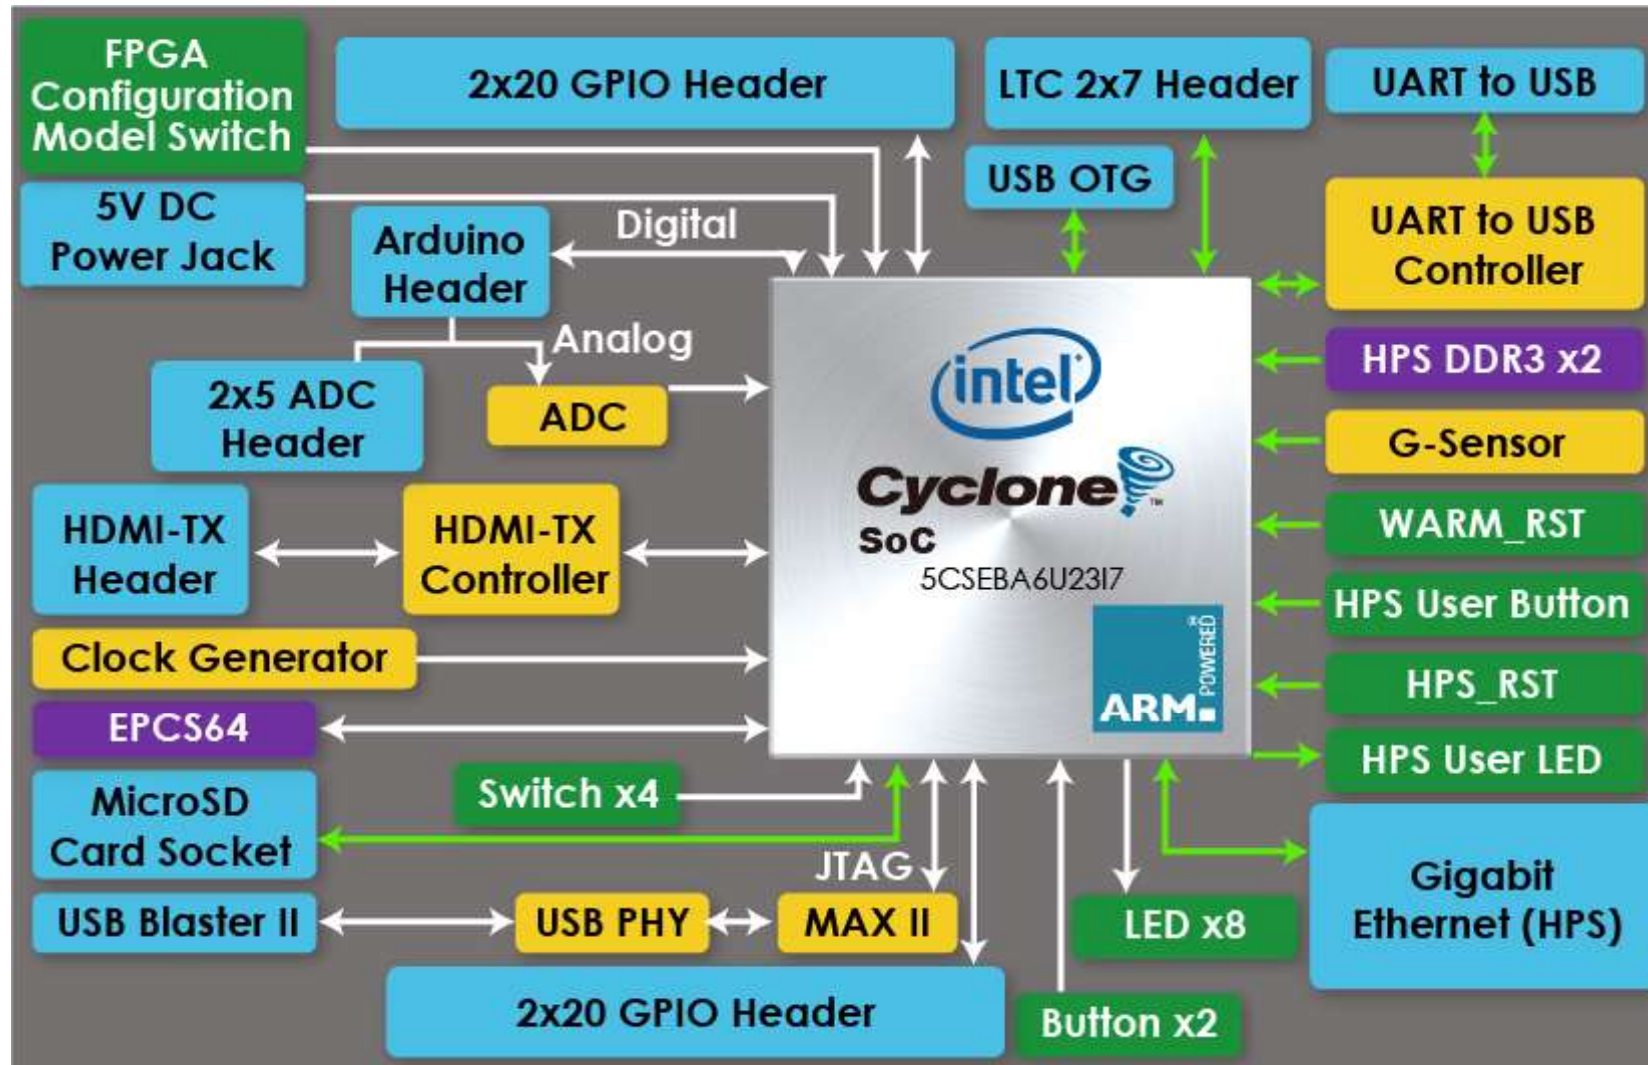 FPGA
Configuration
Model Switch
2x20 GPIO Header
LTC 2x7 Header
UART to USB
5V DC
Power Jack
Arduino
Header
Digital
USB OTG
UART to USB
Controller
Analog
2x5 ADC
Header
ADC
intel
Cyclone™
SoC
5CSEBA6U23I7
ARM®
POWERED
HPS DDR3 x2
G-Sensor
HDMI-TX
Header
HDMI-TX
Controller
WARM_RST
HPS User Button
Clock Generator
HPS_RST
EPCS64
HPS User LED
MicroSD
Card Socket
Switch x4
JTAG
Gigabit
Ethernet (HPS)
USB Blaster II
USB PHY
MAX II
LED x8
2x20 GPIO Header
Button x2